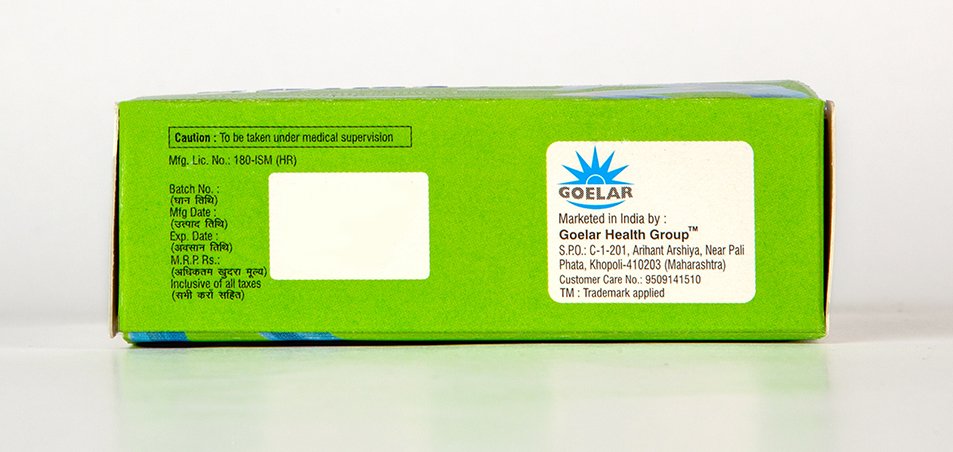 Caution : To be taken under medical supervision
Mfg. Lic. No.: 180-ISM (HR)
Batch No. :
(घान तिथि)
Mfg Date :
(उत्पाद तिथि)
Exp. Date :
(अवसान तिथि)
M.R.P. Rs.:
(अधिकतम खुदरा मूल्य)
Inclusive of all taxes
(सभी करों सहित)
GOELAR
Marketed in India by :
Goelar Health Group™
S.P.O.: C-1-201, Arihant Arshiya, Near Pali
Phata, Khopoli-410203 (Maharashtra)
Customer Care No.: 9509141510
TM : Trademark applied